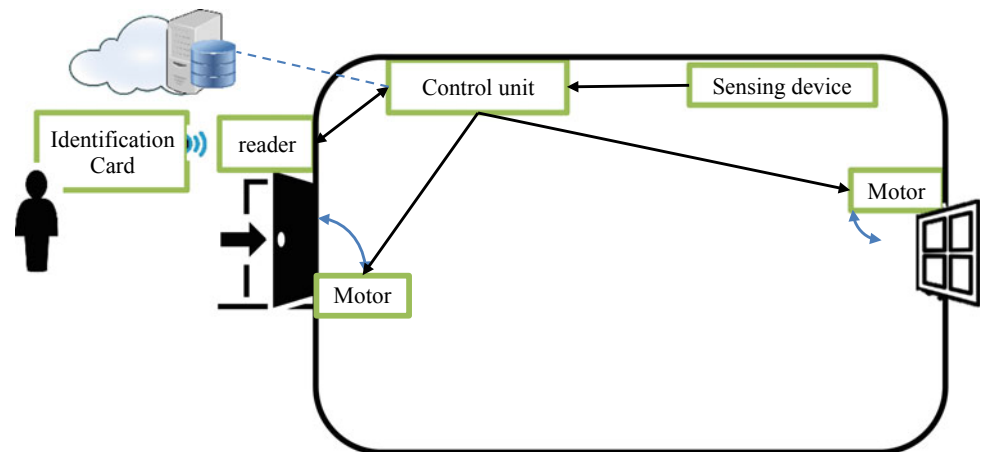 Control unit
Sensing device
Identification
Card
reader
Motor
Motor